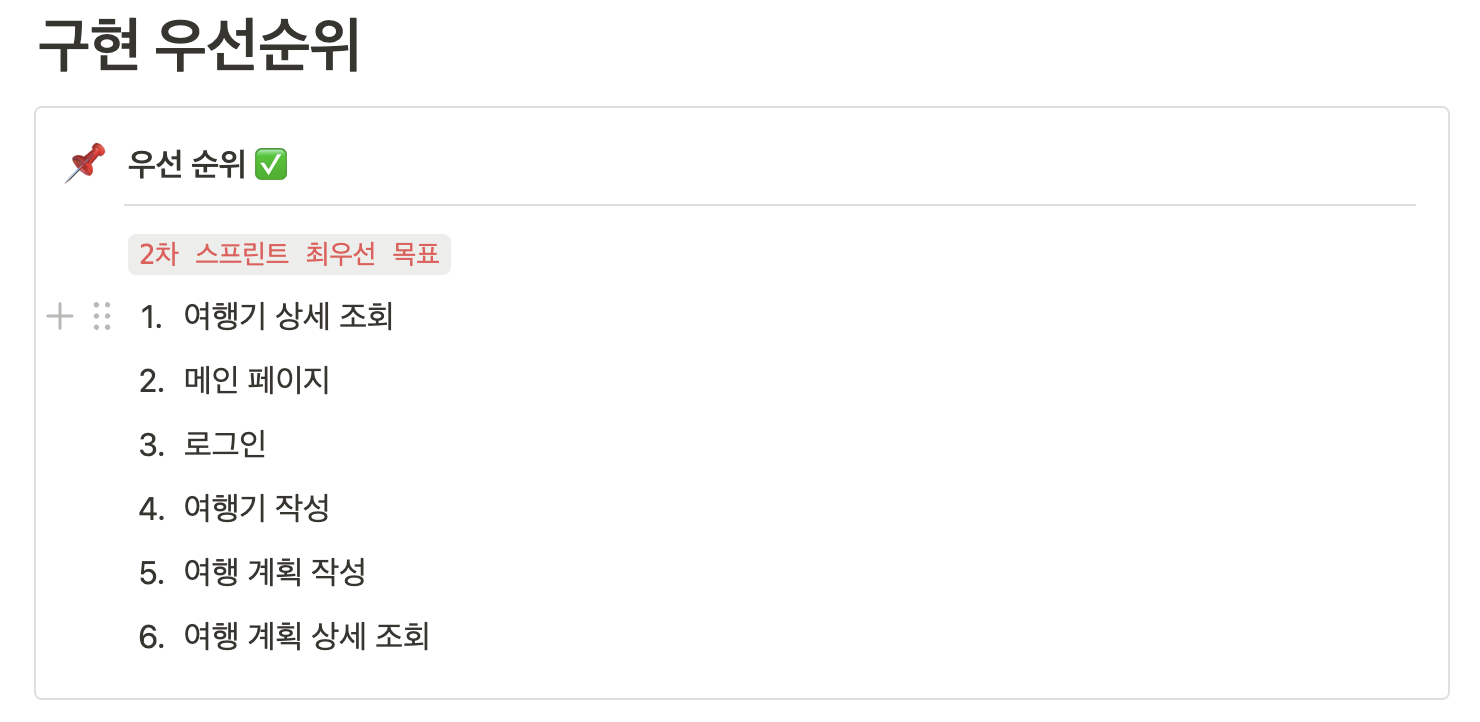 구현 우선순위
📌 우선 순위 ✅
2차 스프린트 최우선 목표
1. 여행기 상세 조회
2. 메인 페이지
3. 로그인
4. 여행기 작성
5. 여행 계획 작성
6. 여행 계획 상세 조회